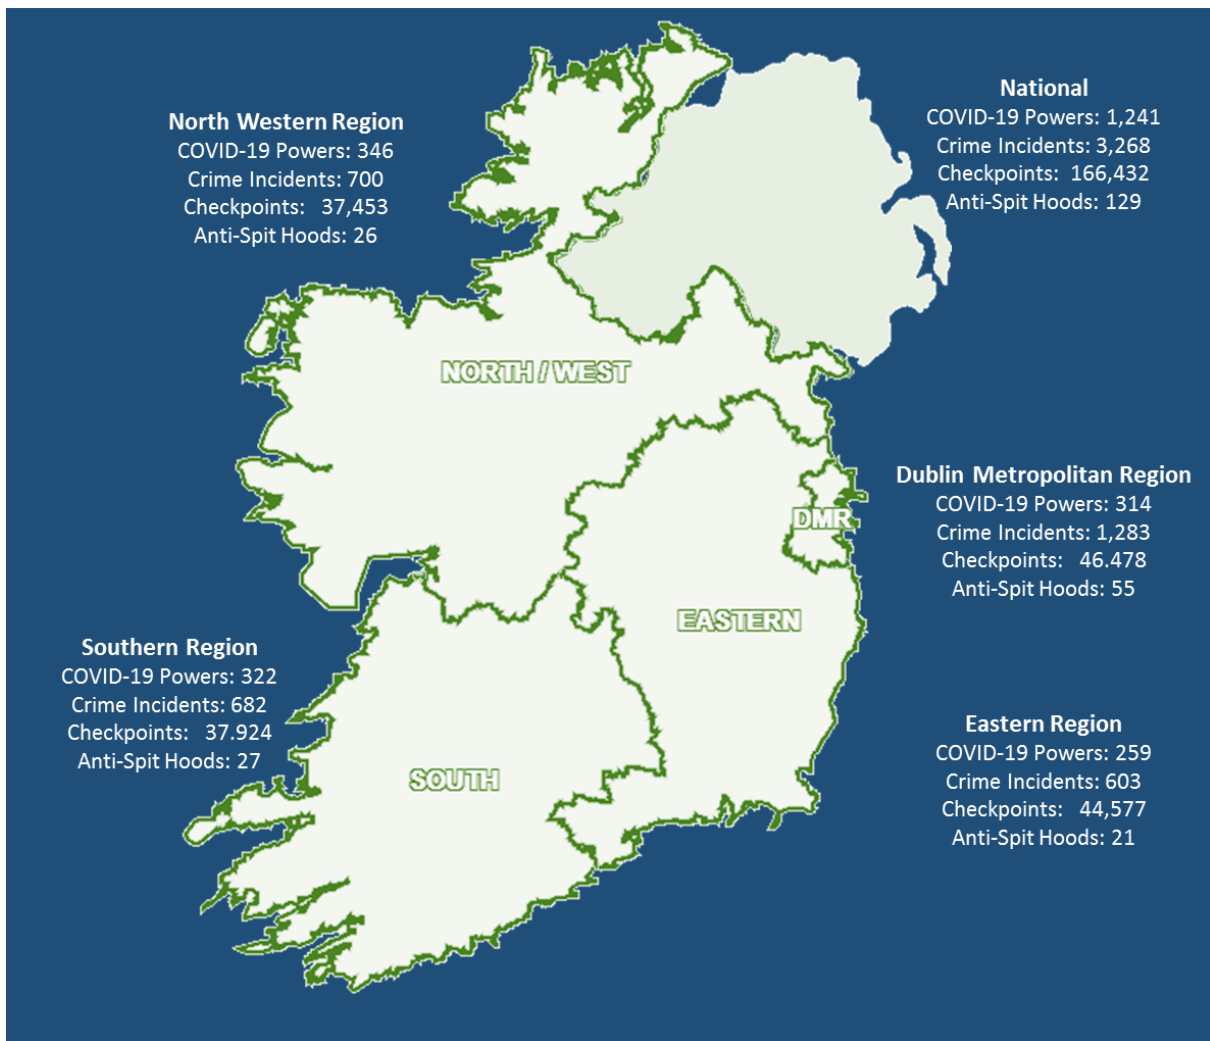 National
COVID-19 Powers: 1,241
Crime Incidents: 3,268
Checkpoints: 166,432
Anti-Spit Hoods: 129
North Western Region
COVID-19 Powers: 346
Crime Incidents: 700
Checkpoints: 37,453
Anti-Spit Hoods: 26
NORTH / WEST
Dublin Metropolitan Region
COVID-19 Powers: 314
Crime Incidents: 1,283
Checkpoints: 46.478
Anti-Spit Hoods: 55
DMR
EASTERN
Southern Region
COVID-19 Powers: 322
Crime Incidents: 682
Checkpoints: 37.924
Anti-Spit Hoods: 27
SOUTH
Eastern Region
COVID-19 Powers: 259
Crime Incidents: 603
Checkpoints: 44,577
Anti-Spit Hoods: 21